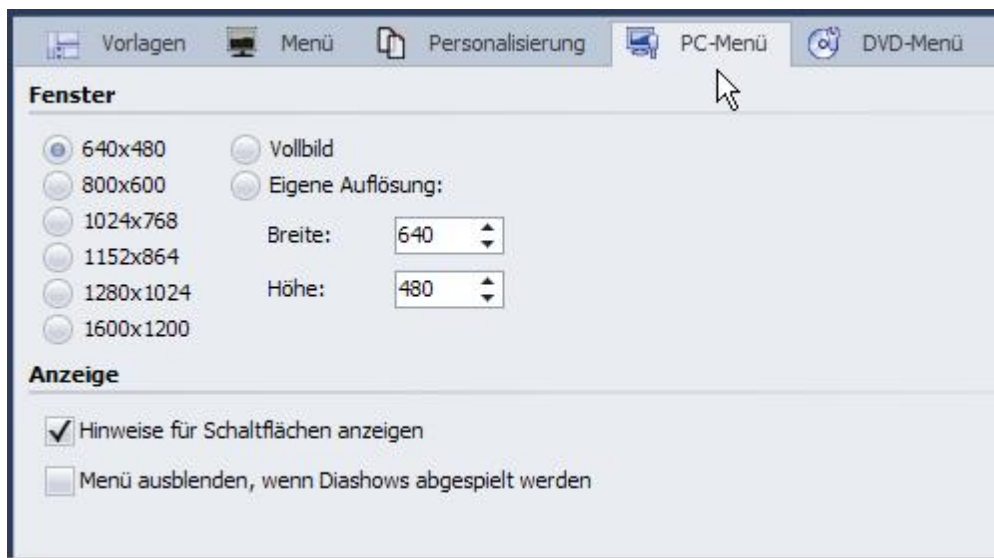 Vorlagen Menü Personalisierung PC-Menü DVD-Menü
Fenster
640x480 Vollbild
800x600 Eigene Auflösung:
1024x768 Breite: 640
1152x864
1280x1024 Höhe: 480
1600x1200
Anzeige
Hinweise für Schaltflächen anzeigen
Menü ausblenden, wenn Diashows abgespielt werden